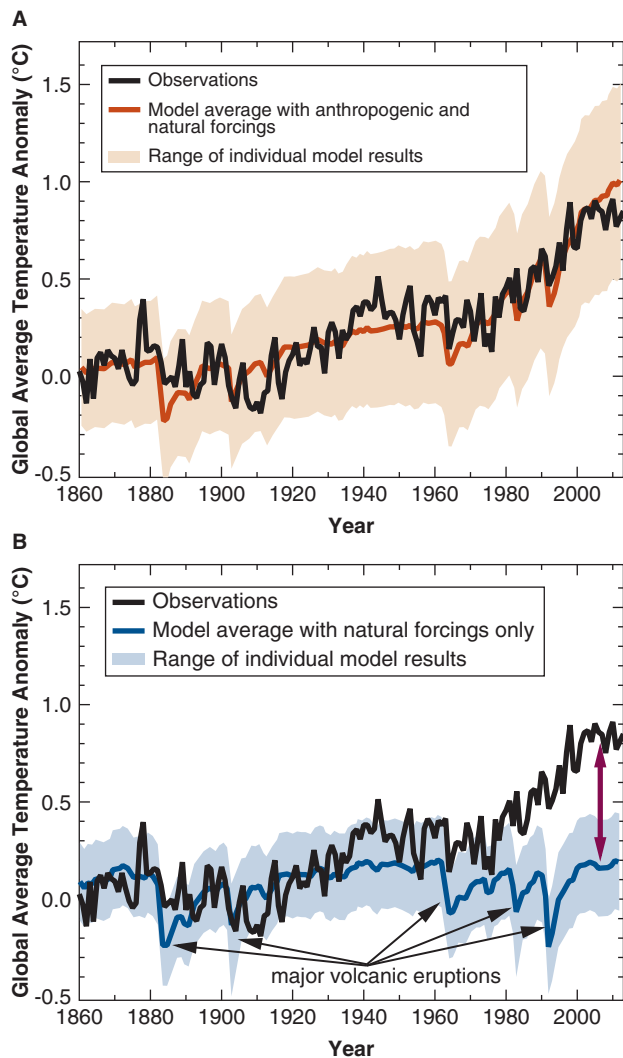 A
Global Average Temperature Anomaly (°C)
1.5
1.0
0.5
0.0
-0.5
Observations
Model average with anthropogenic and
natural forcings
Range of individual model results
1860 1880 1900 1920 1940 1960 1980 2000
Year
B
Global Average Temperature Anomaly (°C)
1.5
1.0
0.5
0.0
-0.5
Observations
Model average with natural forcings only
Range of individual model results
major volcanic eruptions
1860 1880 1900 1920 1940 1960 1980 2000
Year